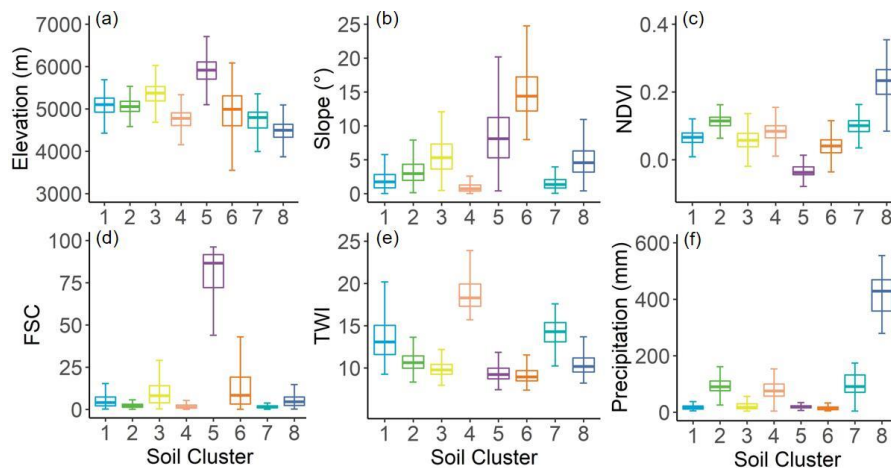 (a)
Elevation (m)
7000
6000
5000
4000
3000
1 2 3 4 5 6 7 8
(b)
Slope (°)
25
20
15
10
5
0
1 2 3 4 5 6 7 8
(c)
NDVI
0.4
0.2
0.0
1 2 3 4 5 6 7 8
(d)
FSC
100
75
50
25
0
1 2 3 4 5 6 7 8
Soil Cluster
(e)
TWI
25
20
15
10
1 2 3 4 5 6 7 8
Soil Cluster
(f)
Precipitation (mm)
600
400
200
0
1 2 3 4 5 6 7 8
Soil Cluster